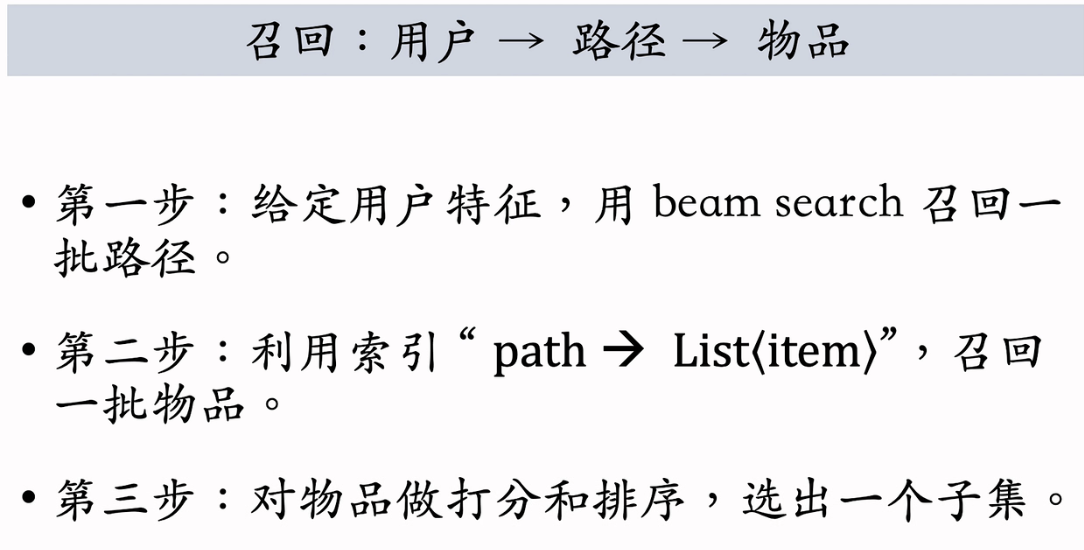 召回：用户 → 路径 → 物品
• 第一步：给定用户特征，用 beam search 召回一
批路径。
• 第二步：利用索引“ path → List⟨item⟩”，召回
一批物品。
• 第三步：对物品做打分和排序，选出一个子集。